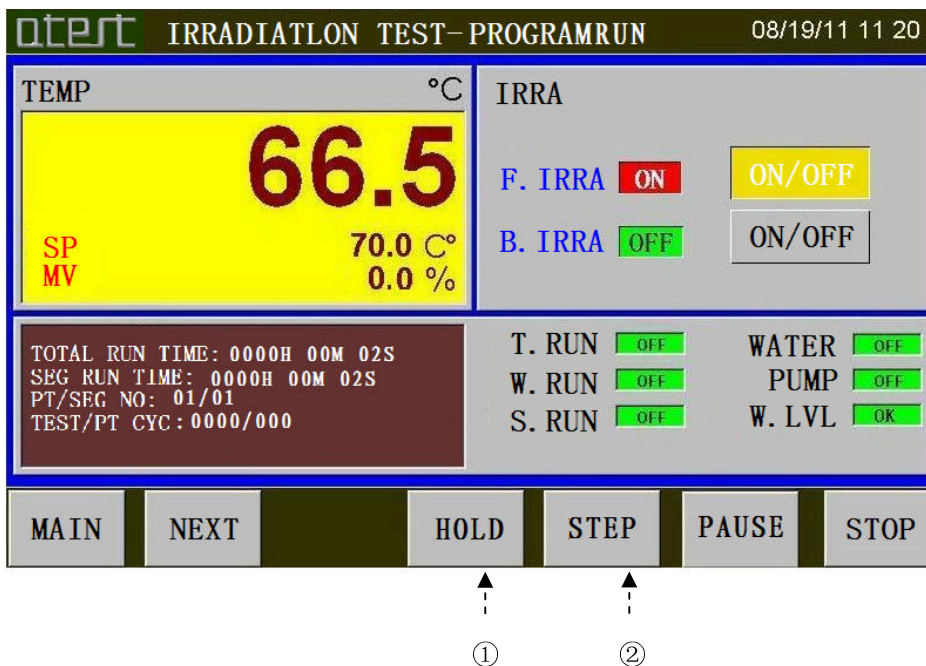 atest IRRADIATLON TEST-PROGRAMRUN 08/19/11 11 20
TEMP °C
66.5
SP 70.0 C°
MV 0.0 %
IRRA
F. IRRA ON ON/OFF
B. IRRA OFF ON/OFF
TOTAL RUN TIME: 0000H 00M 02S
SEG RUN TIME: 0000H 00M 02S
PT/SEG NO: 01/01
TEST/PT CYC: 0000/000
T. RUN OFF WATER OFF
W. RUN OFF PUMP OFF
S. RUN OFF W. LVL OK
MAIN NEXT HOLD STEP PAUSE STOP
① ②